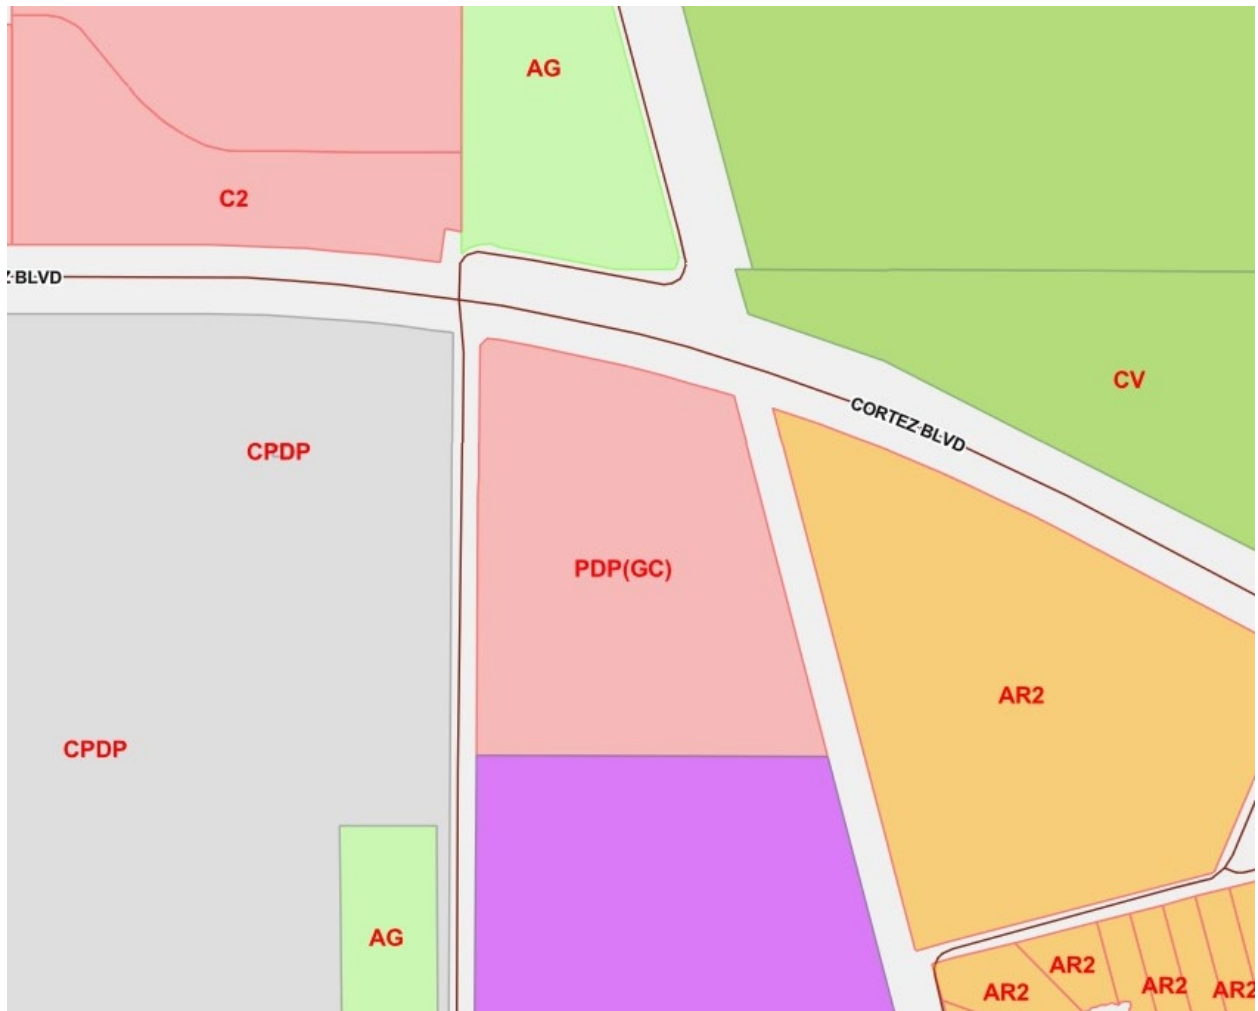 AG
C2
Z BLVD
CV
CORTEZ BLVD
CPDP
PDP(GC)
AR2
CPDP
AG
AR2
AR2
AR2
AR2